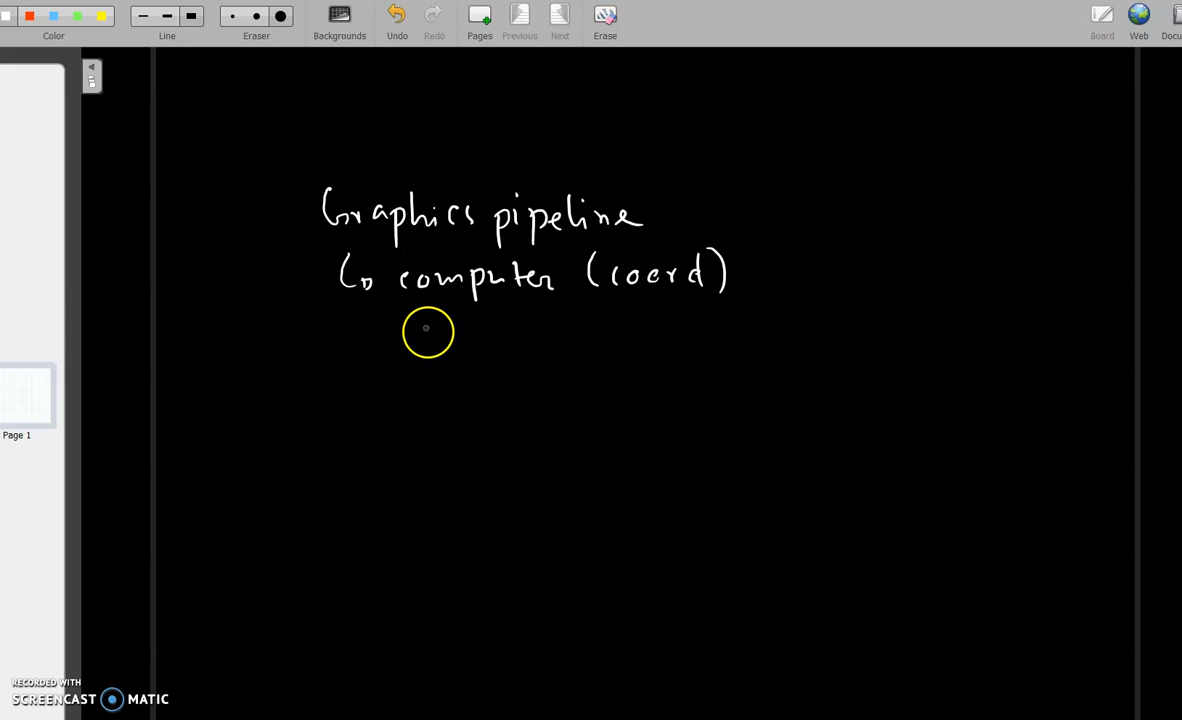 Color
Line
Eraser
Backgrounds
Undo
Redo
Pages
Previous
Next
Erase
Board
Web
Docu
Graphics pipeline
computer (coord)
Page 1
RECORDED WITH
SCREENCAST MATIC